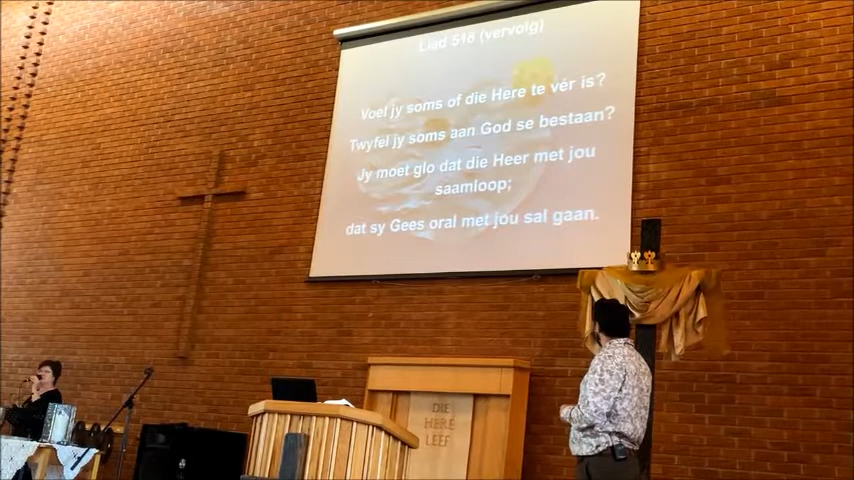 Lied 518 (vervolg)
Voel jy soms of die Here te vér is?
Twyfel jy soms aan God se bestaan?
Jy moet glo dat die Heer met jou
saamloop;
dat sy Gees oral met jou sal gaan.
DIE
HERE
LEEF